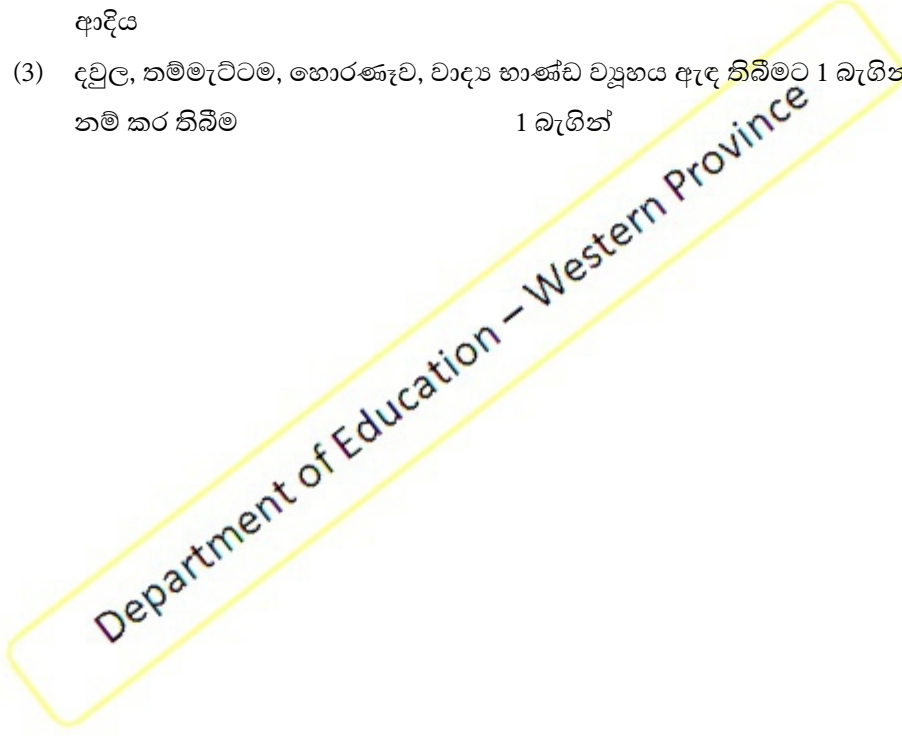 ආදිය
(3) දවුල, තම්මැට්ටම, හොරණෑව, වාද්‍ය භාණ්ඩ ව්‍යූහය ඇඳ තිබීමට 1 බැගින්
නම් කර තිබීම 1 බැගින්
Department of Education – Western Province